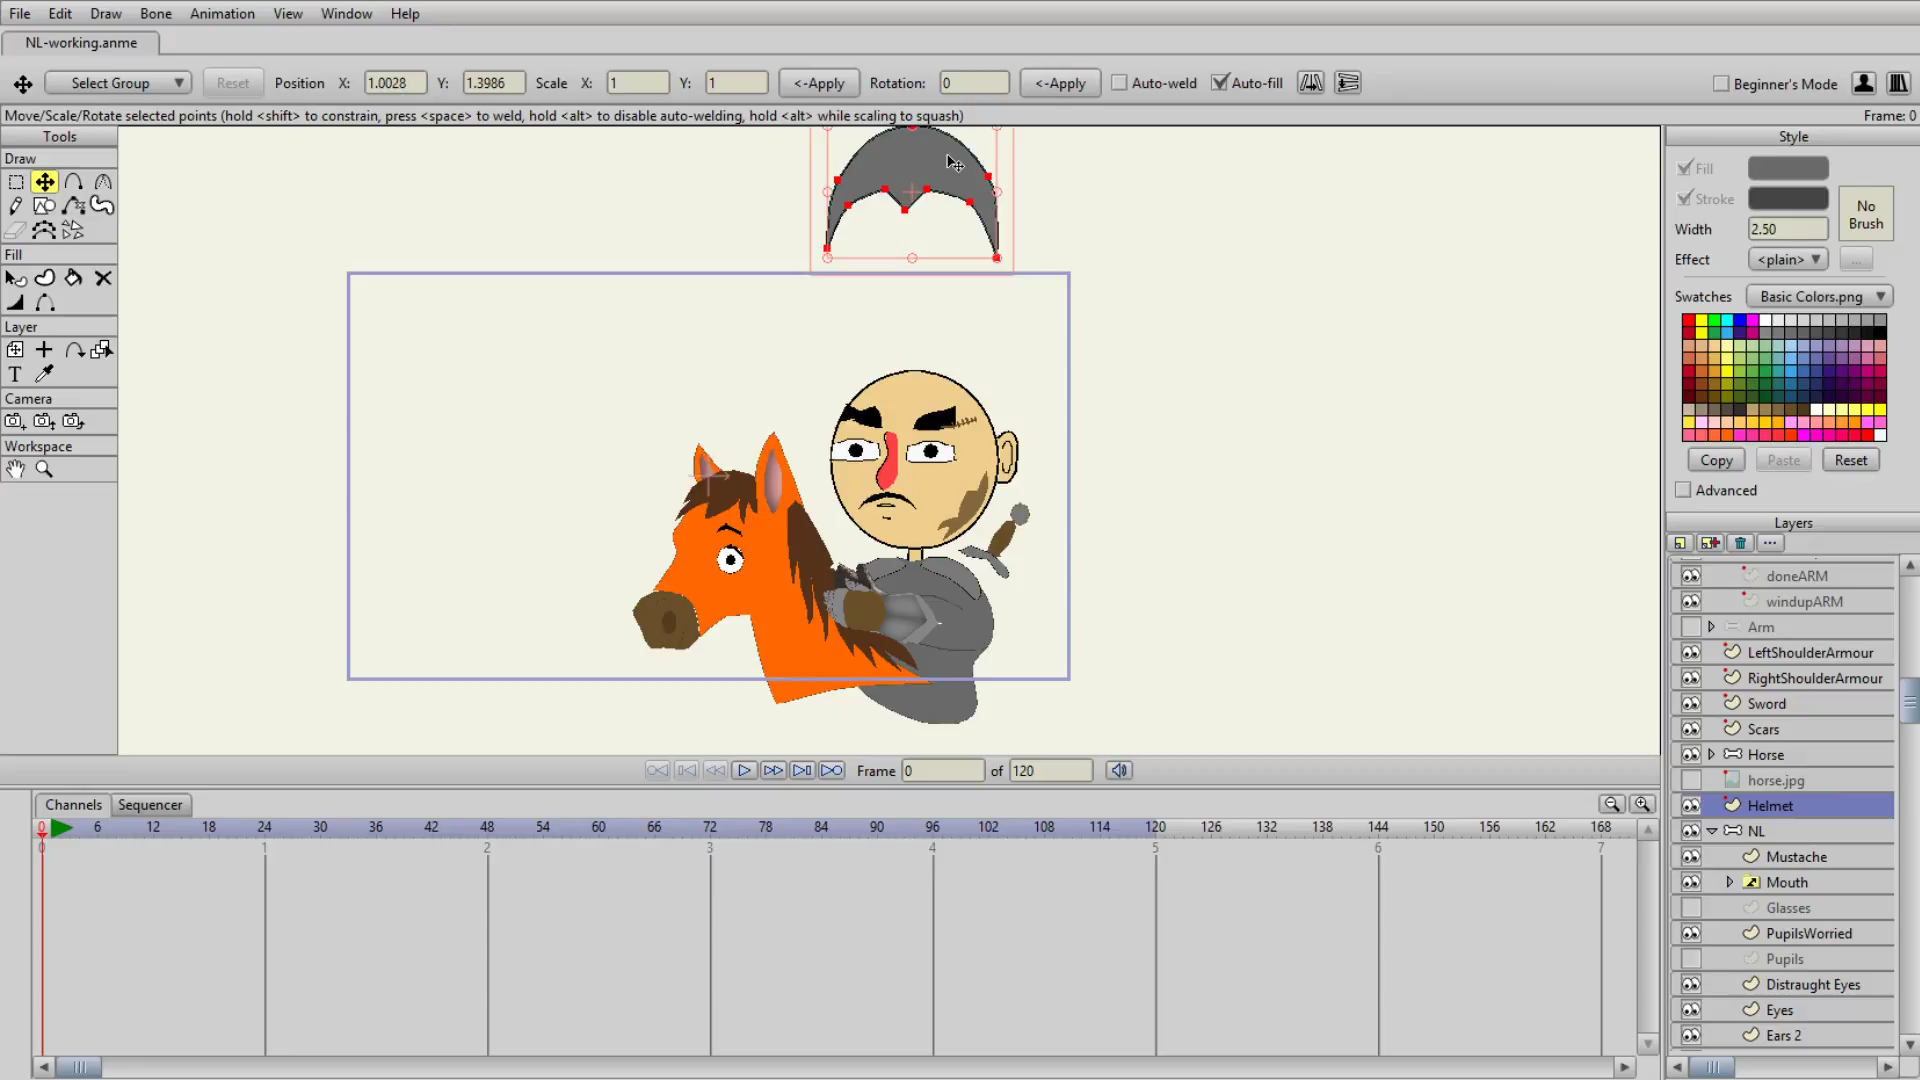 File Edit Draw Bone Animation View Window Help
NL-working.anme
Select Group Reset Position X: 1.0028 Y: 1.3986 Scale X: 1 Y: 1 <-Apply Rotation: 0 <-Apply Auto-weld Auto-fill Beginner's Mode
Move/Scale/Rotate selected points (hold <shift> to constrain, press <space> to weld, hold <alt> to disable auto-welding, hold <alt> while scaling to squash) Frame: 0
Tools
Draw
Fill
Layer
T
Camera
Workspace
Style
Fill
Stroke
No
Brush
Width 2.50
Effect <plain> ...
Swatches Basic Colors.png
Copy Paste Reset
Advanced
Layers
doneARM
windupARM
Arm
LeftShoulderArmour
RightShoulderArmour
Sword
Scars
Horse
horse.jpg
Helmet
NL
Mustache
Mouth
Glasses
PupilsWorried
Pupils
Distraught Eyes
Eyes
Ears 2
Frame 0 of 120
Channels Sequencer
0 6 12 18 24 30 36 42 48 54 60 66 72 78 84 90 96 102 108 114 120 126 132 138 144 150 156 162 168
0 1 2 3 4 5 6 7